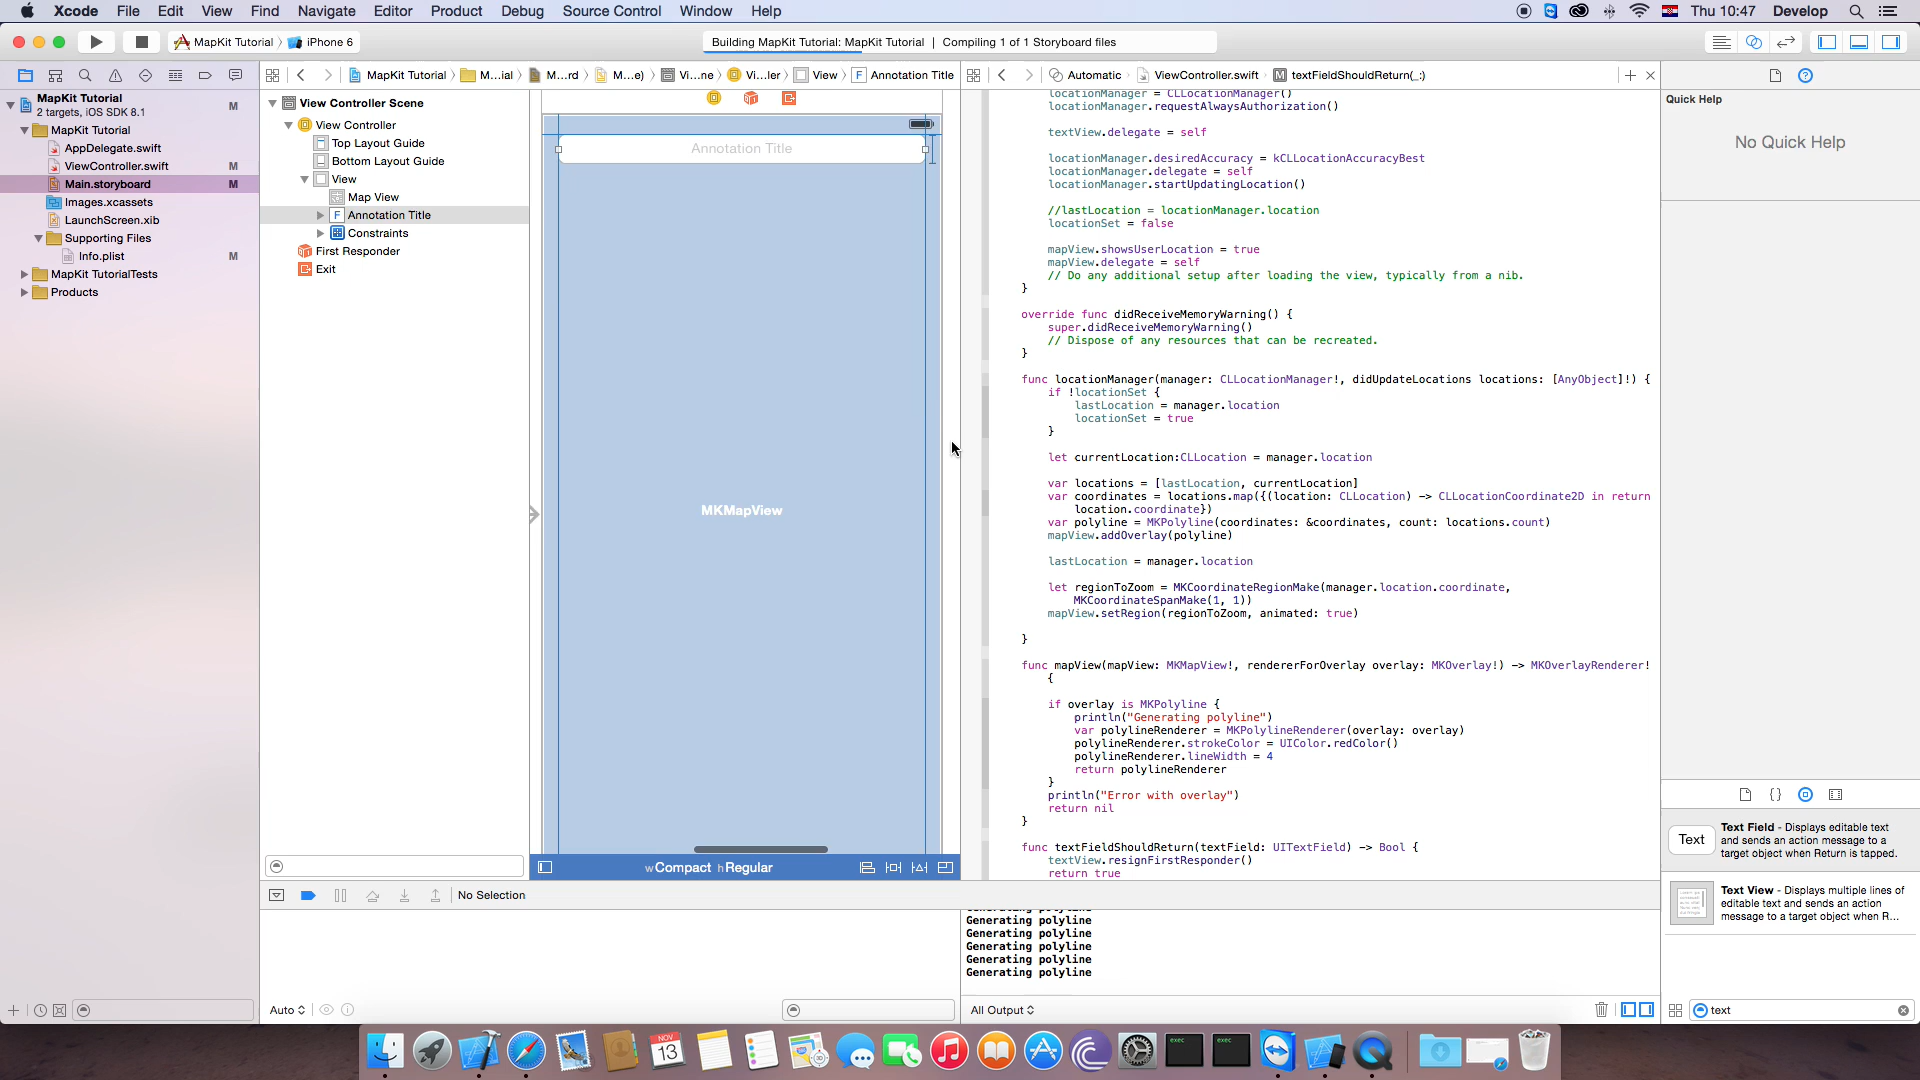 Xcode File Edit View Find Navigate Editor Product Debug Source Control Window Help Thu 10:47 Develop
MapKit Tutorial iPhone 6 Building MapKit Tutorial: MapKit Tutorial | Compiling 1 of 1 Storyboard files
MapKit Tutorial M...ial M...rd M...e) Vi...ne Vi...ler View F Annotation Title
Automatic ViewController.swift M textFieldShouldReturn(_:)
MapKit Tutorial M
2 targets, iOS SDK 8.1
MapKit Tutorial
AppDelegate.swift
ViewController.swift M
Main.storyboard M
Images.xcassets
LaunchScreen.xib
Supporting Files
Info.plist M
MapKit TutorialTests
Products
View Controller Scene
View Controller
Top Layout Guide
Bottom Layout Guide
View
Map View
F Annotation Title
Constraints
First Responder
Exit
Annotation Title
MKMapView
wCompact hRegular
locationManager = CLLocationManager()
locationManager.requestAlwaysAuthorization()
textView.delegate = self
locationManager.desiredAccuracy = kCLLocationAccuracyBest
locationManager.delegate = self
locationManager.startUpdatingLocation()
//lastLocation = locationManager.location
locationSet = false
mapView.showsUserLocation = true
mapView.delegate = self
// Do any additional setup after loading the view, typically from a nib.
}
override func didReceiveMemoryWarning() {
super.didReceiveMemoryWarning()
// Dispose of any resources that can be recreated.
}
func locationManager(manager: CLLocationManager!, didUpdateLocations locations: [AnyObject]!) {
if !locationSet {
lastLocation = manager.location
locationSet = true
}
let currentLocation:CLLocation = manager.location
var locations = [lastLocation, currentLocation]
var coordinates = locations.map({(location: CLLocation) -> CLLocationCoordinate2D in return
location.coordinate})
var polyline = MKPolyline(coordinates: &coordinates, count: locations.count)
mapView.addOverlay(polyline)
lastLocation = manager.location
let regionToZoom = MKCoordinateRegionMake(manager.location.coordinate,
MKCoordinateSpanMake(1, 1))
mapView.setRegion(regionToZoom, animated: true)
}
func mapView(mapView: MKMapView!, rendererForOverlay overlay: MKOverlay!) -> MKOverlayRenderer!
{
if overlay is MKPolyline {
println("Generating polyline")
var polylineRenderer = MKPolylineRenderer(overlay: overlay)
polylineRenderer.strokeColor = UIColor.redColor()
polylineRenderer.lineWidth = 4
return polylineRenderer
}
println("Error with overlay")
return nil
}
func textFieldShouldReturn(textField: UITextField) -> Bool {
textView.resignFirstResponder()
return true
Quick Help
No Quick Help
Text
Text Field - Displays editable text
and sends an action message to a
target object when Return is tapped.
Text View - Displays multiple lines of
editable text and sends an action
message to a target object when R...
No Selection
Generating polyline
Generating polyline
Generating polyline
Generating polyline
Generating polyline
Generating polyline
Auto All Output text
NOV
13
exec
exec